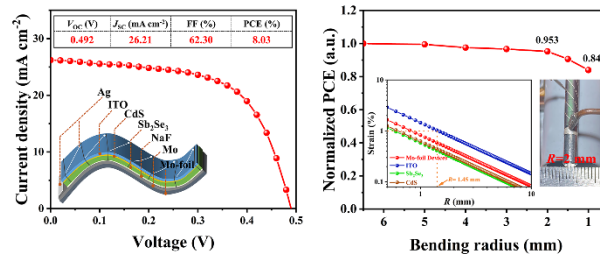 V_OC (V) J_SC (mA cm⁻²) FF (%) PCE (%)
0.492 26.21 62.30 8.03
Current density (mA cm⁻²)
30
20
10
0
Ag
ITO
CdS
Sb₂Se₃
NaF
Mo
Mo-foil
0.0 0.1 0.2 0.3 0.4 0.5
Voltage (V)
Normalized PCE (a.u.)
1.0
0.8
0.6
0.4
0.2
0.0
0.953
0.84
Strain (%)
10
1
0.1
Mo-foil Devices
ITO
Sb₂Se₃
CdS
1
10
R (mm)
R=2 mm
6 5 4 3 2 1
Bending radius (mm)